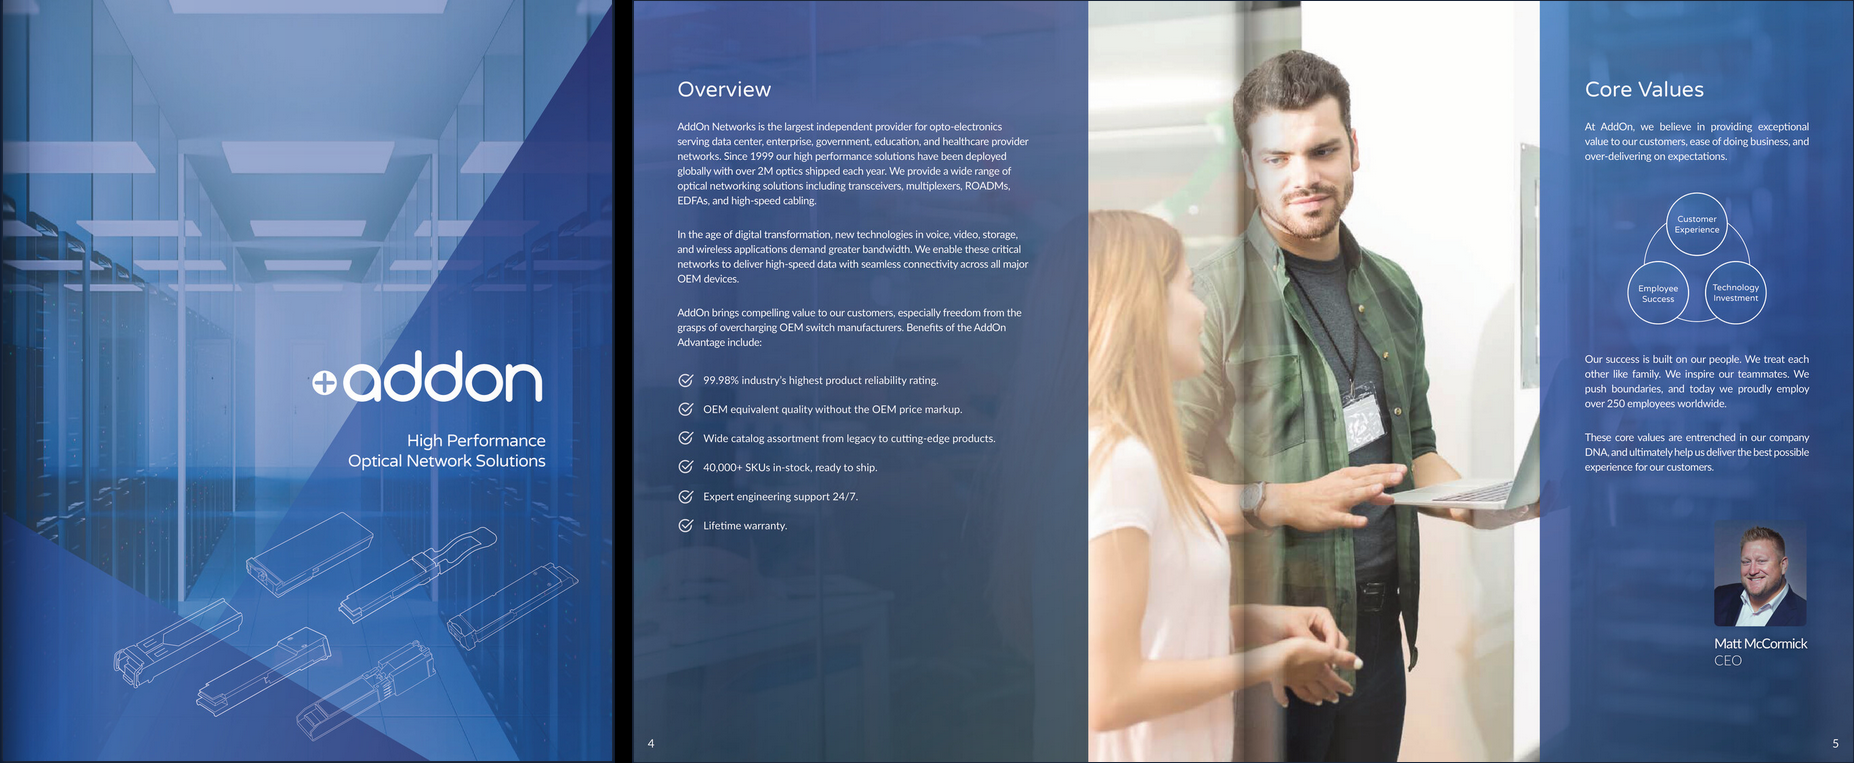 addon
High Performance
Optical Network Solutions
Overview
AddOn Networks is the largest independent provider for opto-electronics
serving data center, enterprise, government, education, and healthcare provider
networks. Since 1999 our high performance solutions have been deployed
globally with over 2M optics shipped each year. We provide a wide range of
optical networking solutions including transceivers, multiplexers, ROADMs,
EDFAs, and high-speed cabling.
In the age of digital transformation, new technologies in voice, video, storage,
and wireless applications demand greater bandwidth. We enable these critical
networks to deliver high-speed data with seamless connectivity across all major
OEM devices.
AddOn brings compelling value to our customers, especially freedom from the
grasps of overcharging OEM switch manufacturers. Benefits of the AddOn
Advantage include:
99.98% industry's highest product reliability rating.
OEM equivalent quality without the OEM price markup.
Wide catalog assortment from legacy to cutting-edge products.
40,000+ SKUs in-stock, ready to ship.
Expert engineering support 24/7.
Lifetime warranty.
4
Core Values
At AddOn, we believe in providing exceptional
value to our customers, ease of doing business, and
over-delivering on expectations.
Customer
Experience
Employee
Success
Technology
Investment
Our success is built on our people. We treat each
other like family. We inspire our teammates. We
push boundaries, and today we proudly employ
over 250 employees worldwide.
These core values are entrenched in our company
DNA, and ultimately help us deliver the best possible
experience for our customers.
Matt McCormick
CEO
5